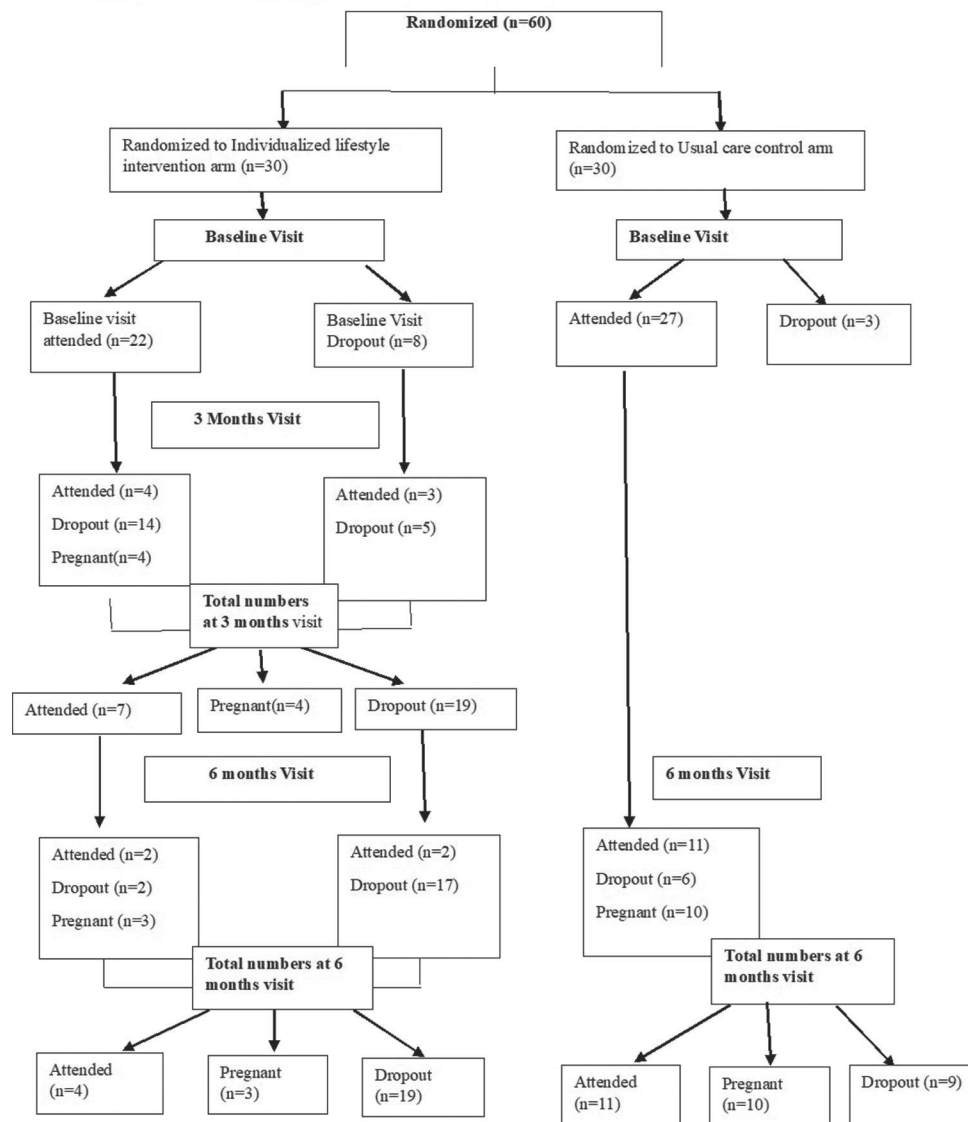 Randomized (n=60)
Randomized to Individualized lifestyle
intervention arm (n=30)
Randomized to Usual care control arm
(n=30)
Baseline Visit
Baseline Visit
Baseline visit
attended (n=22)
Baseline Visit
Dropout (n=8)
Attended (n=27)
Dropout (n=3)
3 Months Visit
Attended (n=4)
Dropout (n=14)
Pregnant(n=4)
Attended (n=3)
Dropout (n=5)
Total numbers
at 3 months visit
Attended (n=7)
Pregnant(n=4)
Dropout (n=19)
6 months Visit
6 months Visit
Attended (n=2)
Dropout (n=2)
Pregnant (n=3)
Attended (n=2)
Dropout (n=17)
Attended (n=11)
Dropout (n=6)
Pregnant (n=10)
Total numbers at 6
months visit
Total numbers at 6
months visit
Attended
(n=4)
Pregnant
(n=3)
Dropout
(n=19)
Attended
(n=11)
Pregnant
(n=10)
Dropout (n=9)